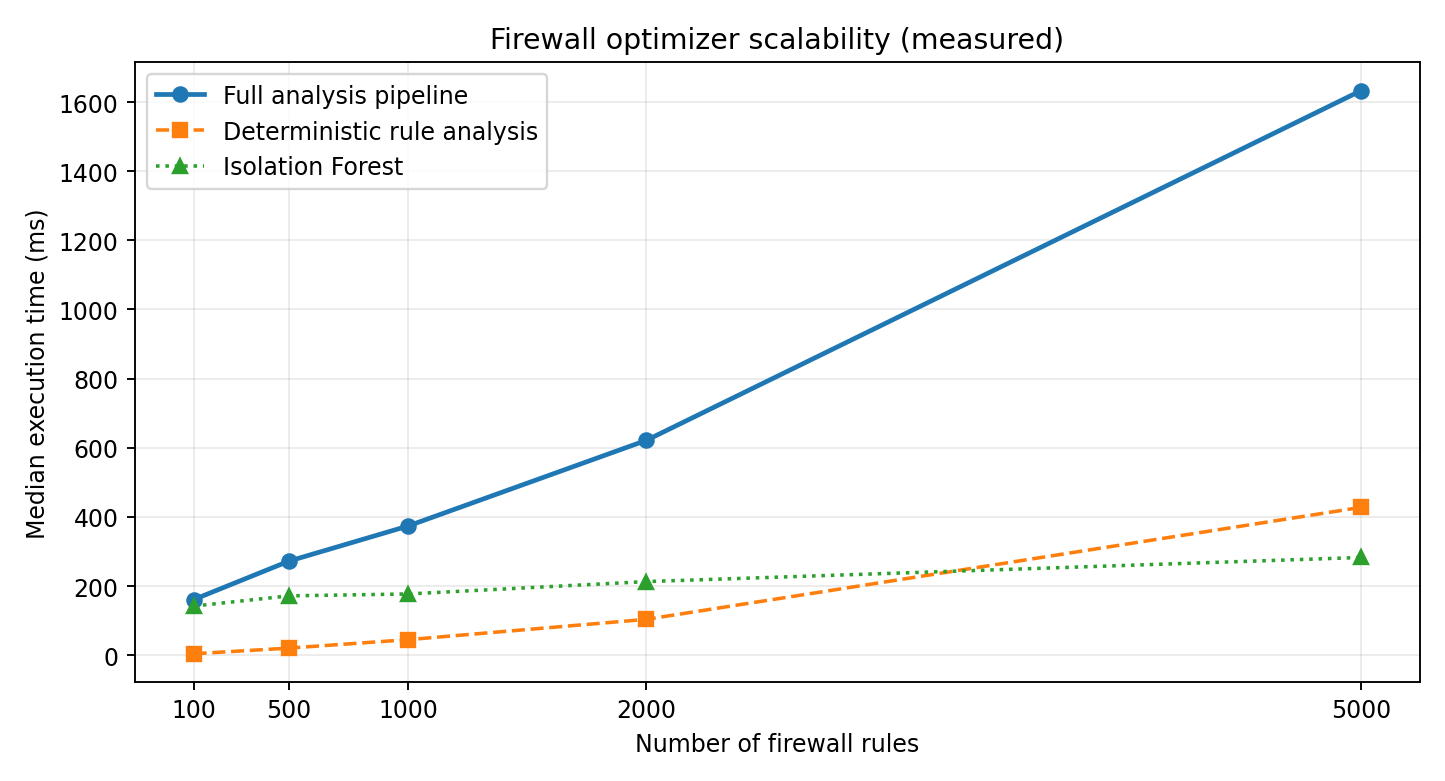 Firewall optimizer scalability (measured)
Full analysis pipeline
Deterministic rule analysis
Isolation Forest
Median execution time (ms)
1600
1400
1200
1000
800
600
400
200
0
100 500 1000 2000 5000
Number of firewall rules